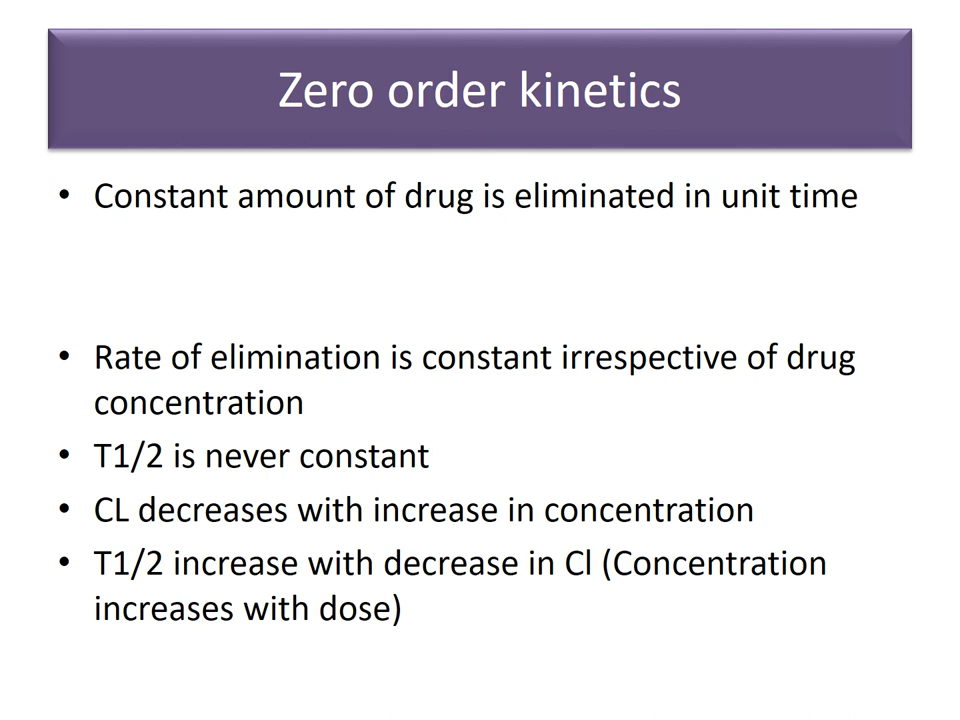 Zero order kinetics
• Constant amount of drug is eliminated in unit time
• Rate of elimination is constant irrespective of drug
concentration
• T1/2 is never constant
• CL decreases with increase in concentration
• T1/2 increase with decrease in Cl (Concentration
increases with dose)